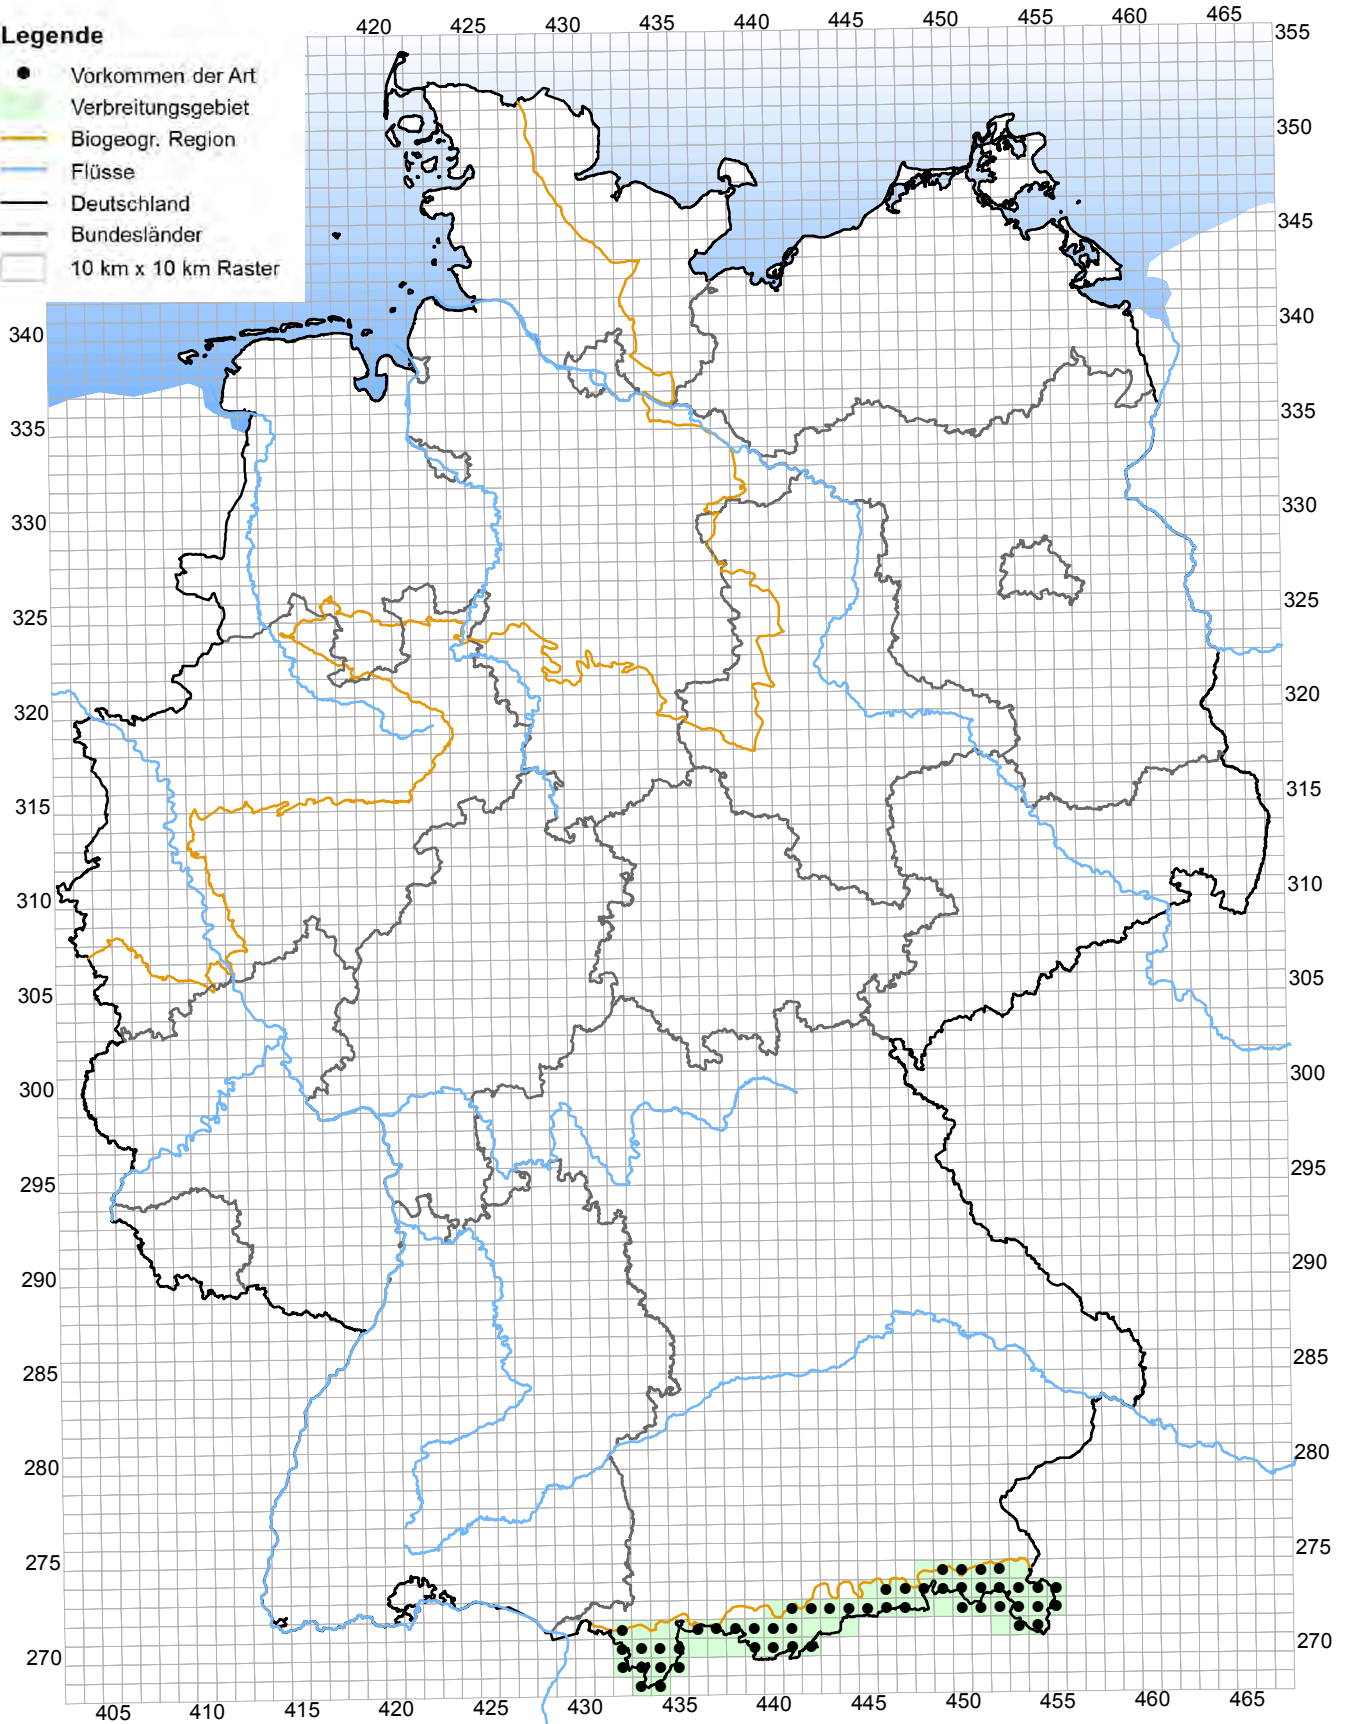 420 425 430 435 440 445 450 455 460 465
Legende
Vorkommen der Art
Verbreitungsgebiet
Biogeogr. Region
Flüsse
Deutschland
Bundesländer
10 km x 10 km Raster
355
350
345
340 340
335 335
330 330
325 325
320 320
315 315
310 310
305 305
300 300
295 295
290 290
285 285
280 280
275 275
270 270
405 410 415 420 425 430 435 440 445 450 455 460 465